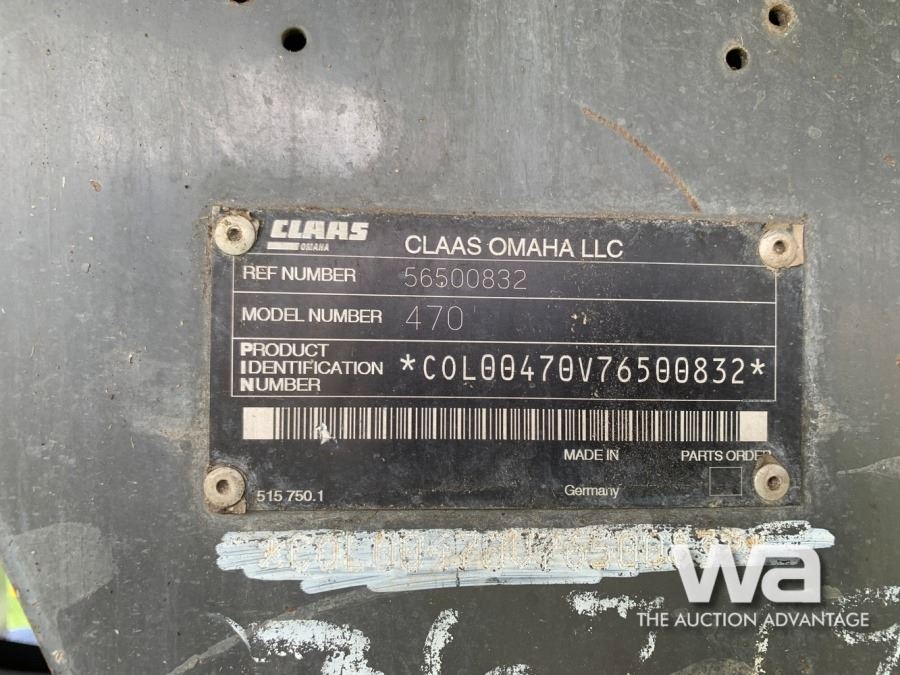 CLAAS
OMAHA
CLAAS OMAHA LLC
REF NUMBER 56500832
MODEL NUMBER 470
PRODUCT
IDENTIFICATION
NUMBER
*COL00470V76500832*
MADE IN PARTS ORDER
Germany
515 750.1
wa
THE AUCTION ADVANTAGE